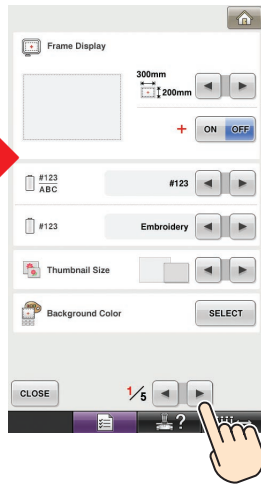 Frame Display
300mm
200mm
+ ON OFF
#123
ABC
#123
#123 Embroidery
Thumbnail Size
Background Color SELECT
CLOSE 1/5
?